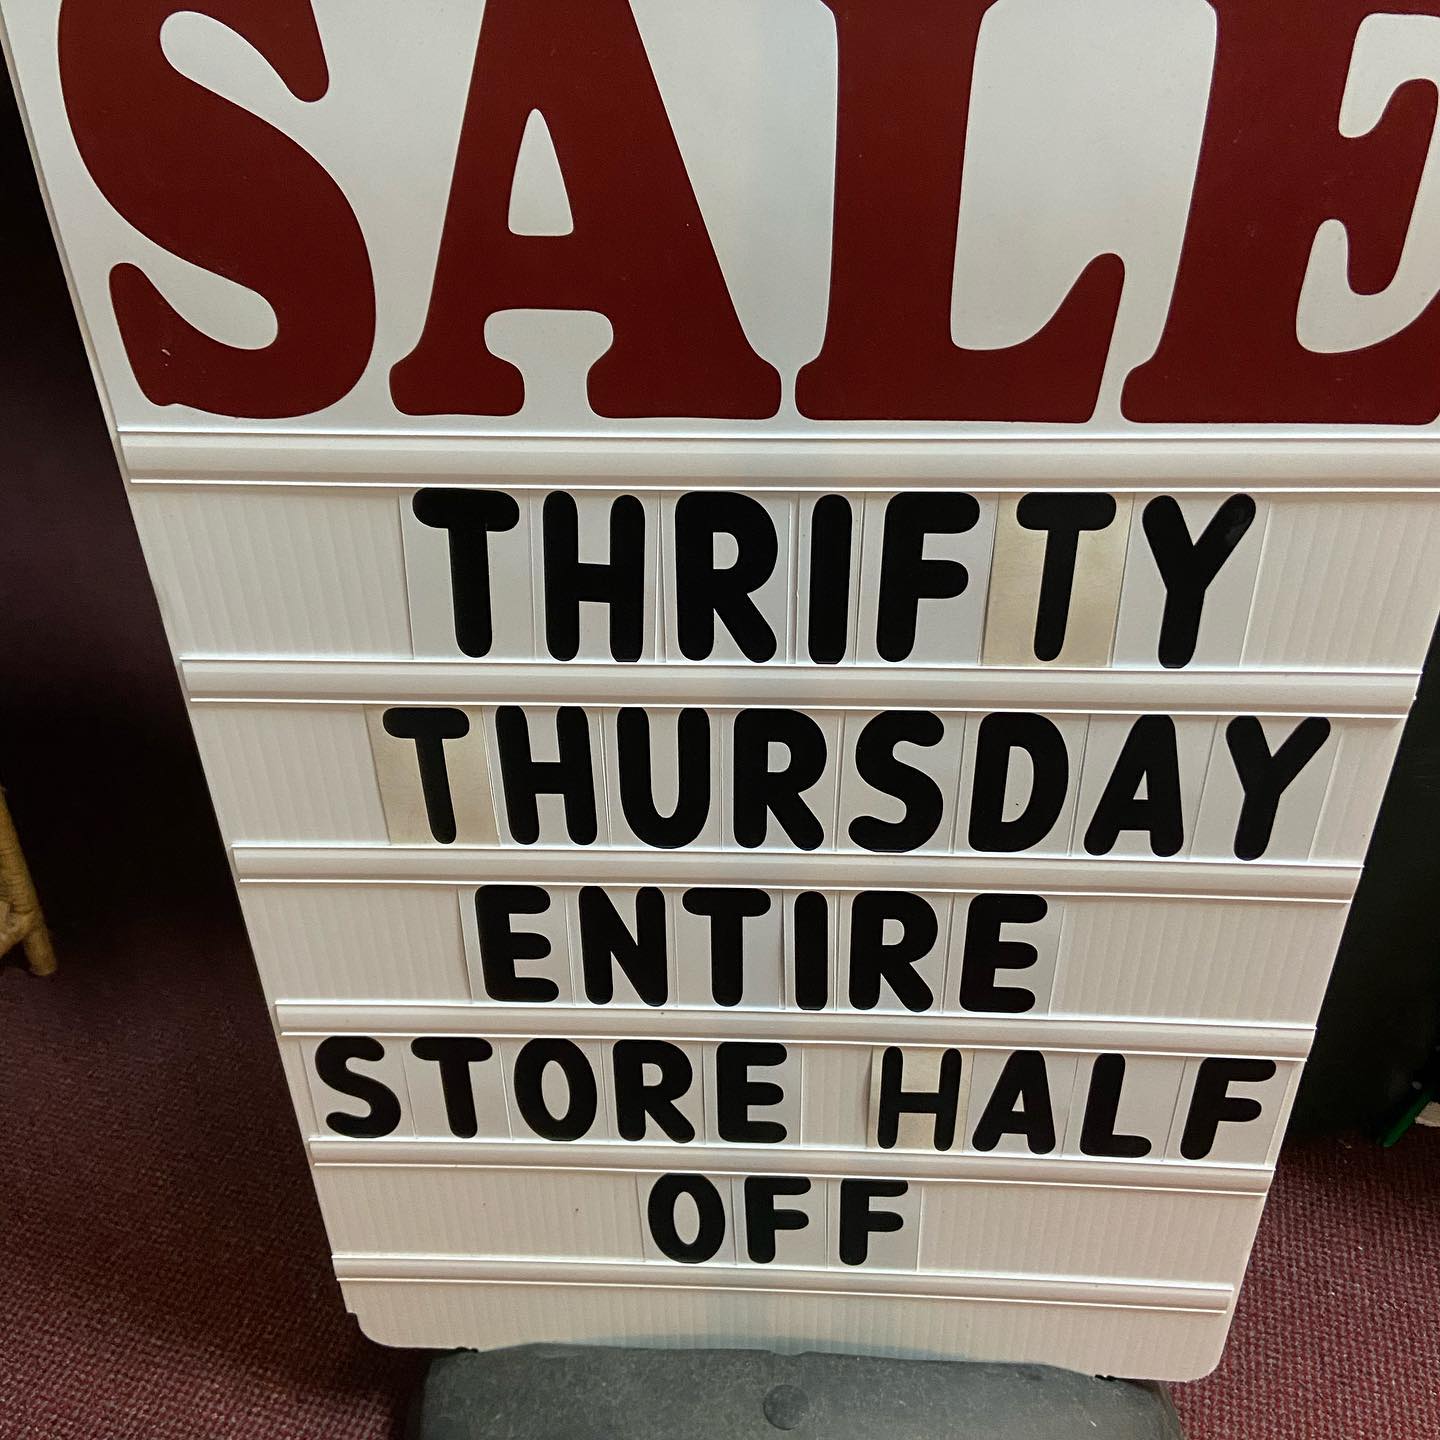 SALE
THRIFTY
THURSDAY
ENTIRE
STORE HALF
OFF